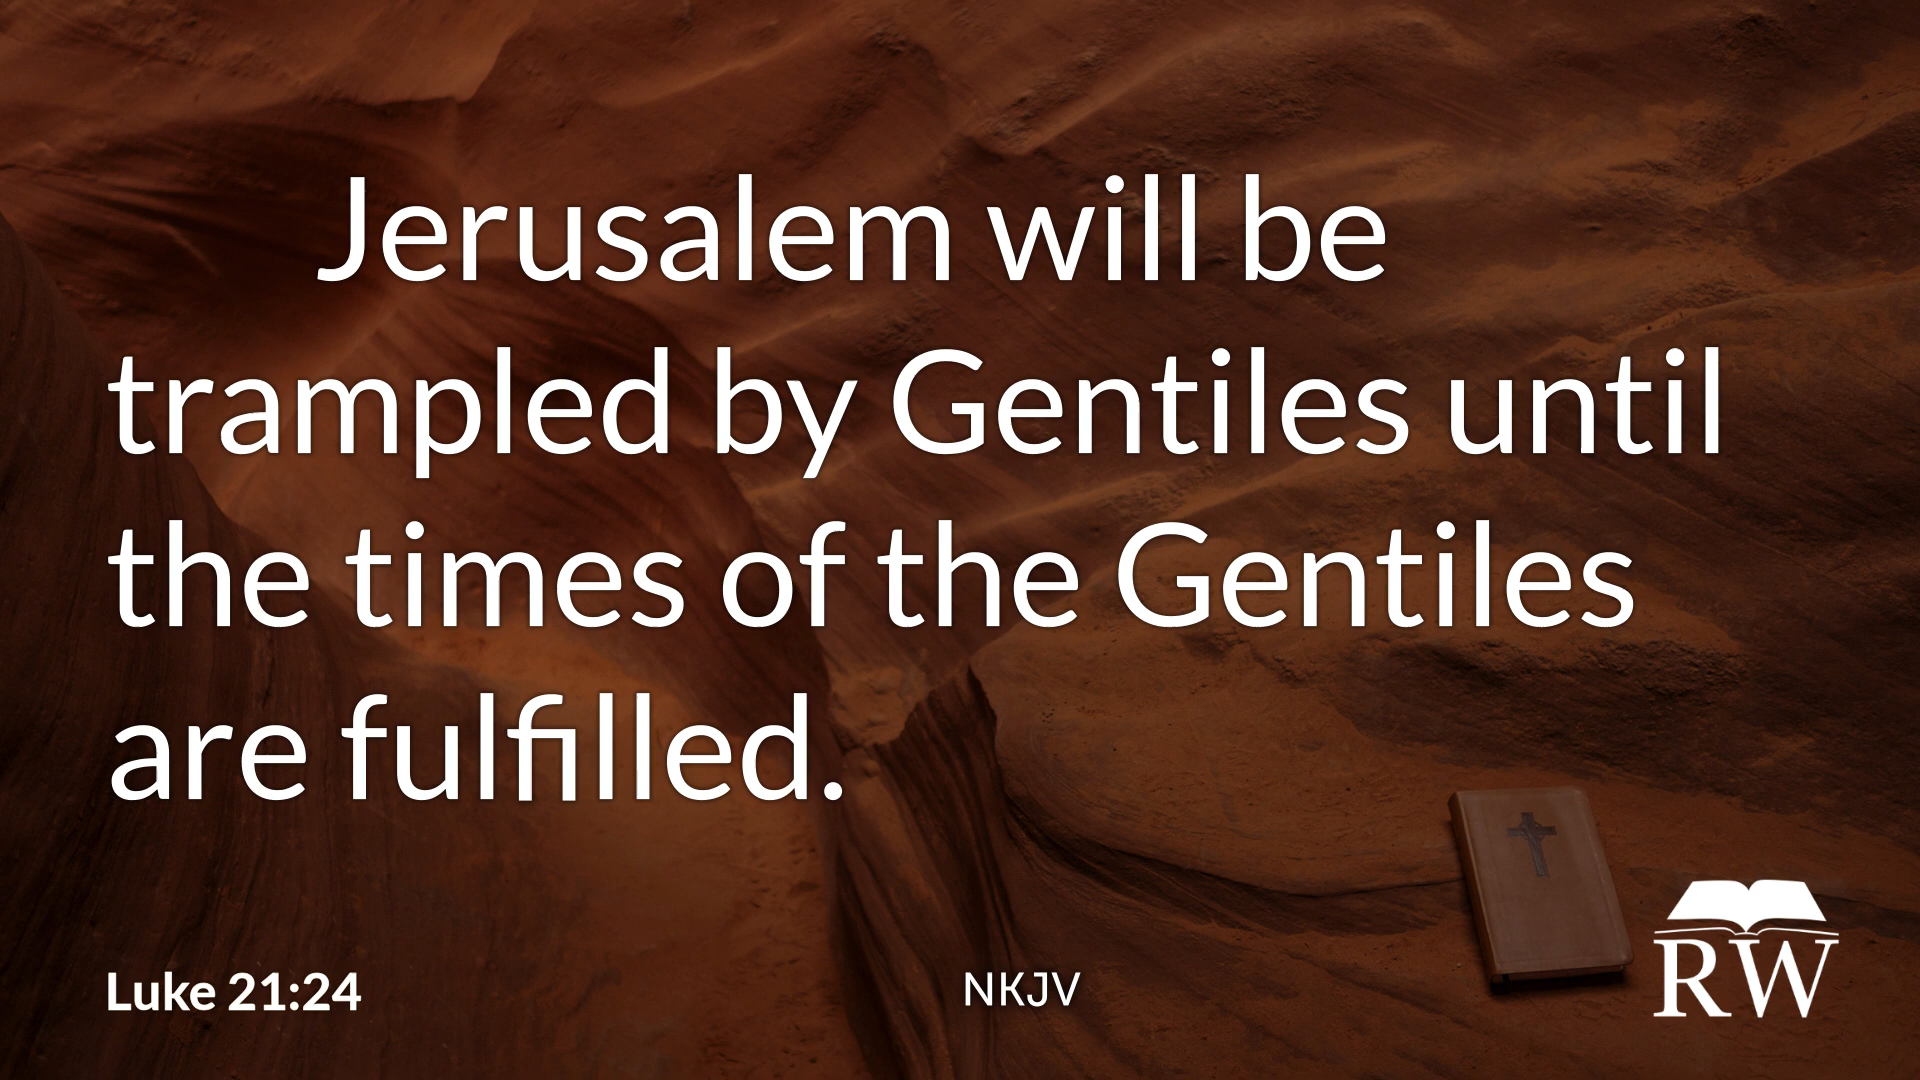 Jerusalem will be
trampled by Gentiles until
the times of the Gentiles
are fulfilled.
Luke 21:24
NKJV
RW